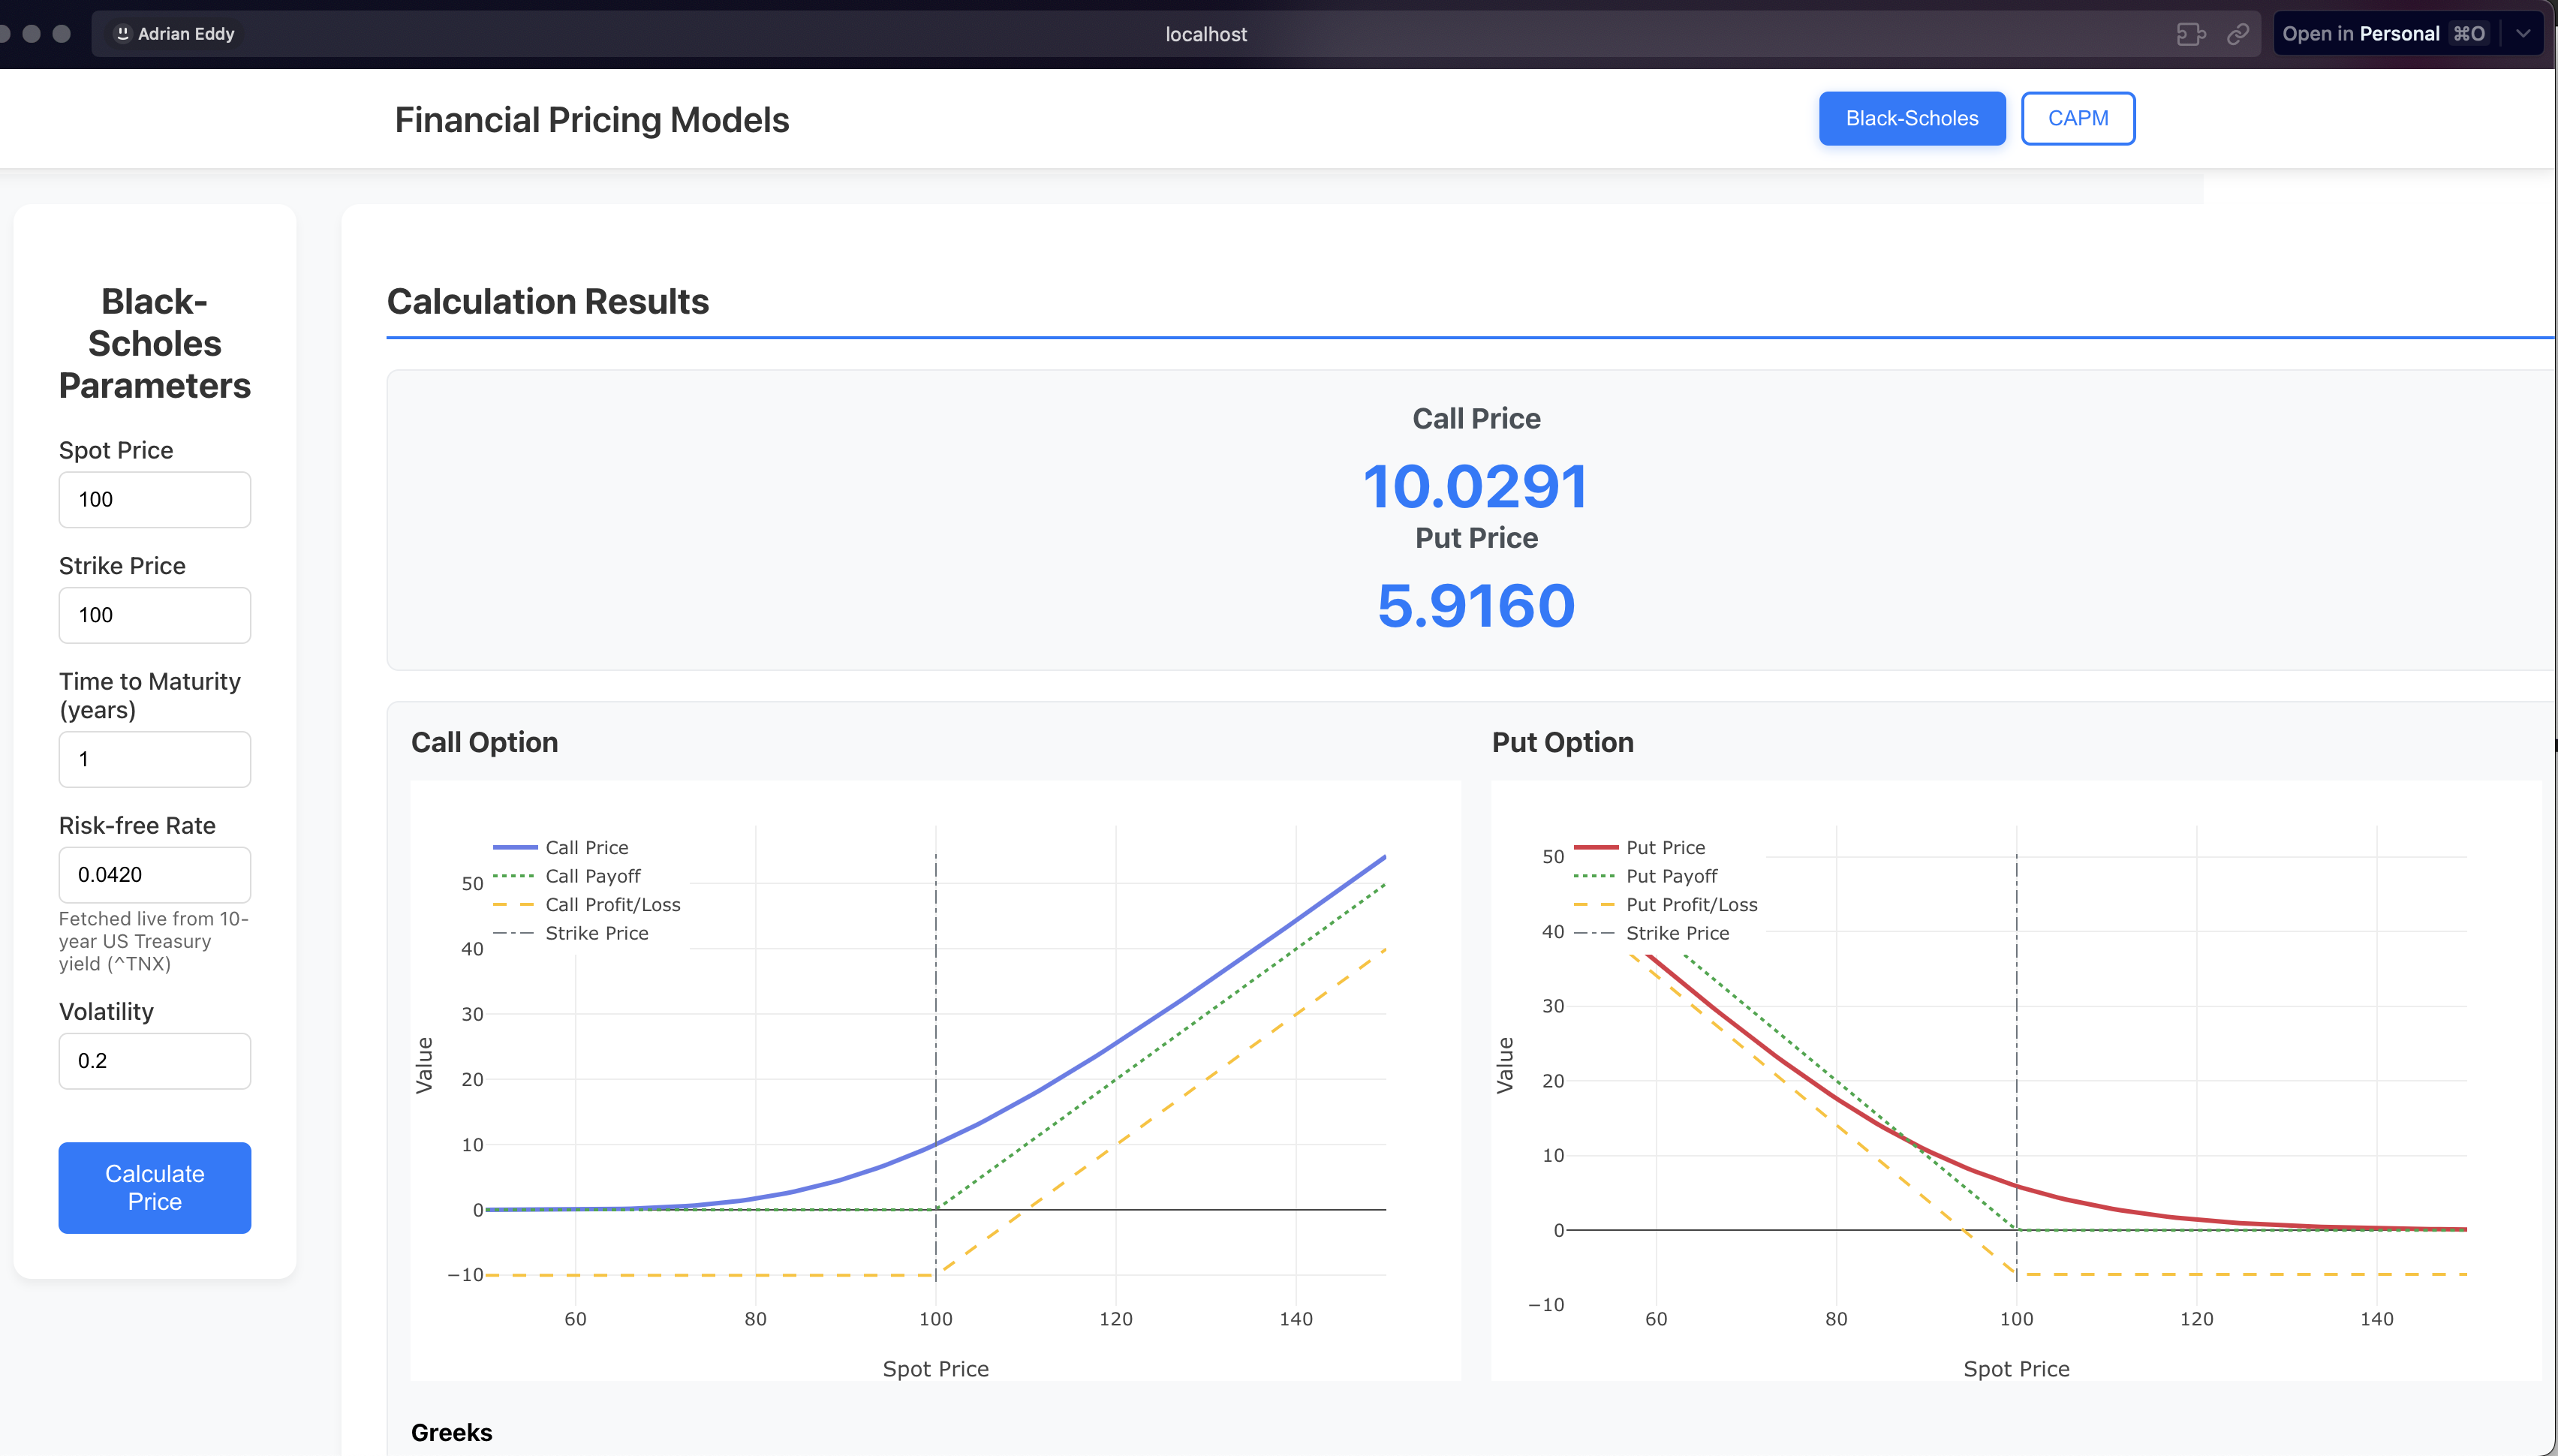 Adrian Eddy
localhost
Open in Personal ⌘O
Financial Pricing Models
Black-Scholes
CAPM
Black-
Scholes
Parameters
Spot Price
100
Strike Price
100
Time to Maturity
(years)
1
Risk-free Rate
0.0420
Fetched live from 10-
year US Treasury
yield (^TNX)
Volatility
0.2
Calculate
Price
Calculation Results
Call Price
10.0291
Put Price
5.9160
Call Option
Call Price
Call Payoff
Call Profit/Loss
Strike Price
50
40
30
20
10
0
−10
Value
60
80
100
120
140
Spot Price
Put Option
Put Price
Put Payoff
Put Profit/Loss
Strike Price
50
40
30
20
10
0
−10
Value
60
80
100
120
140
Spot Price
Greeks